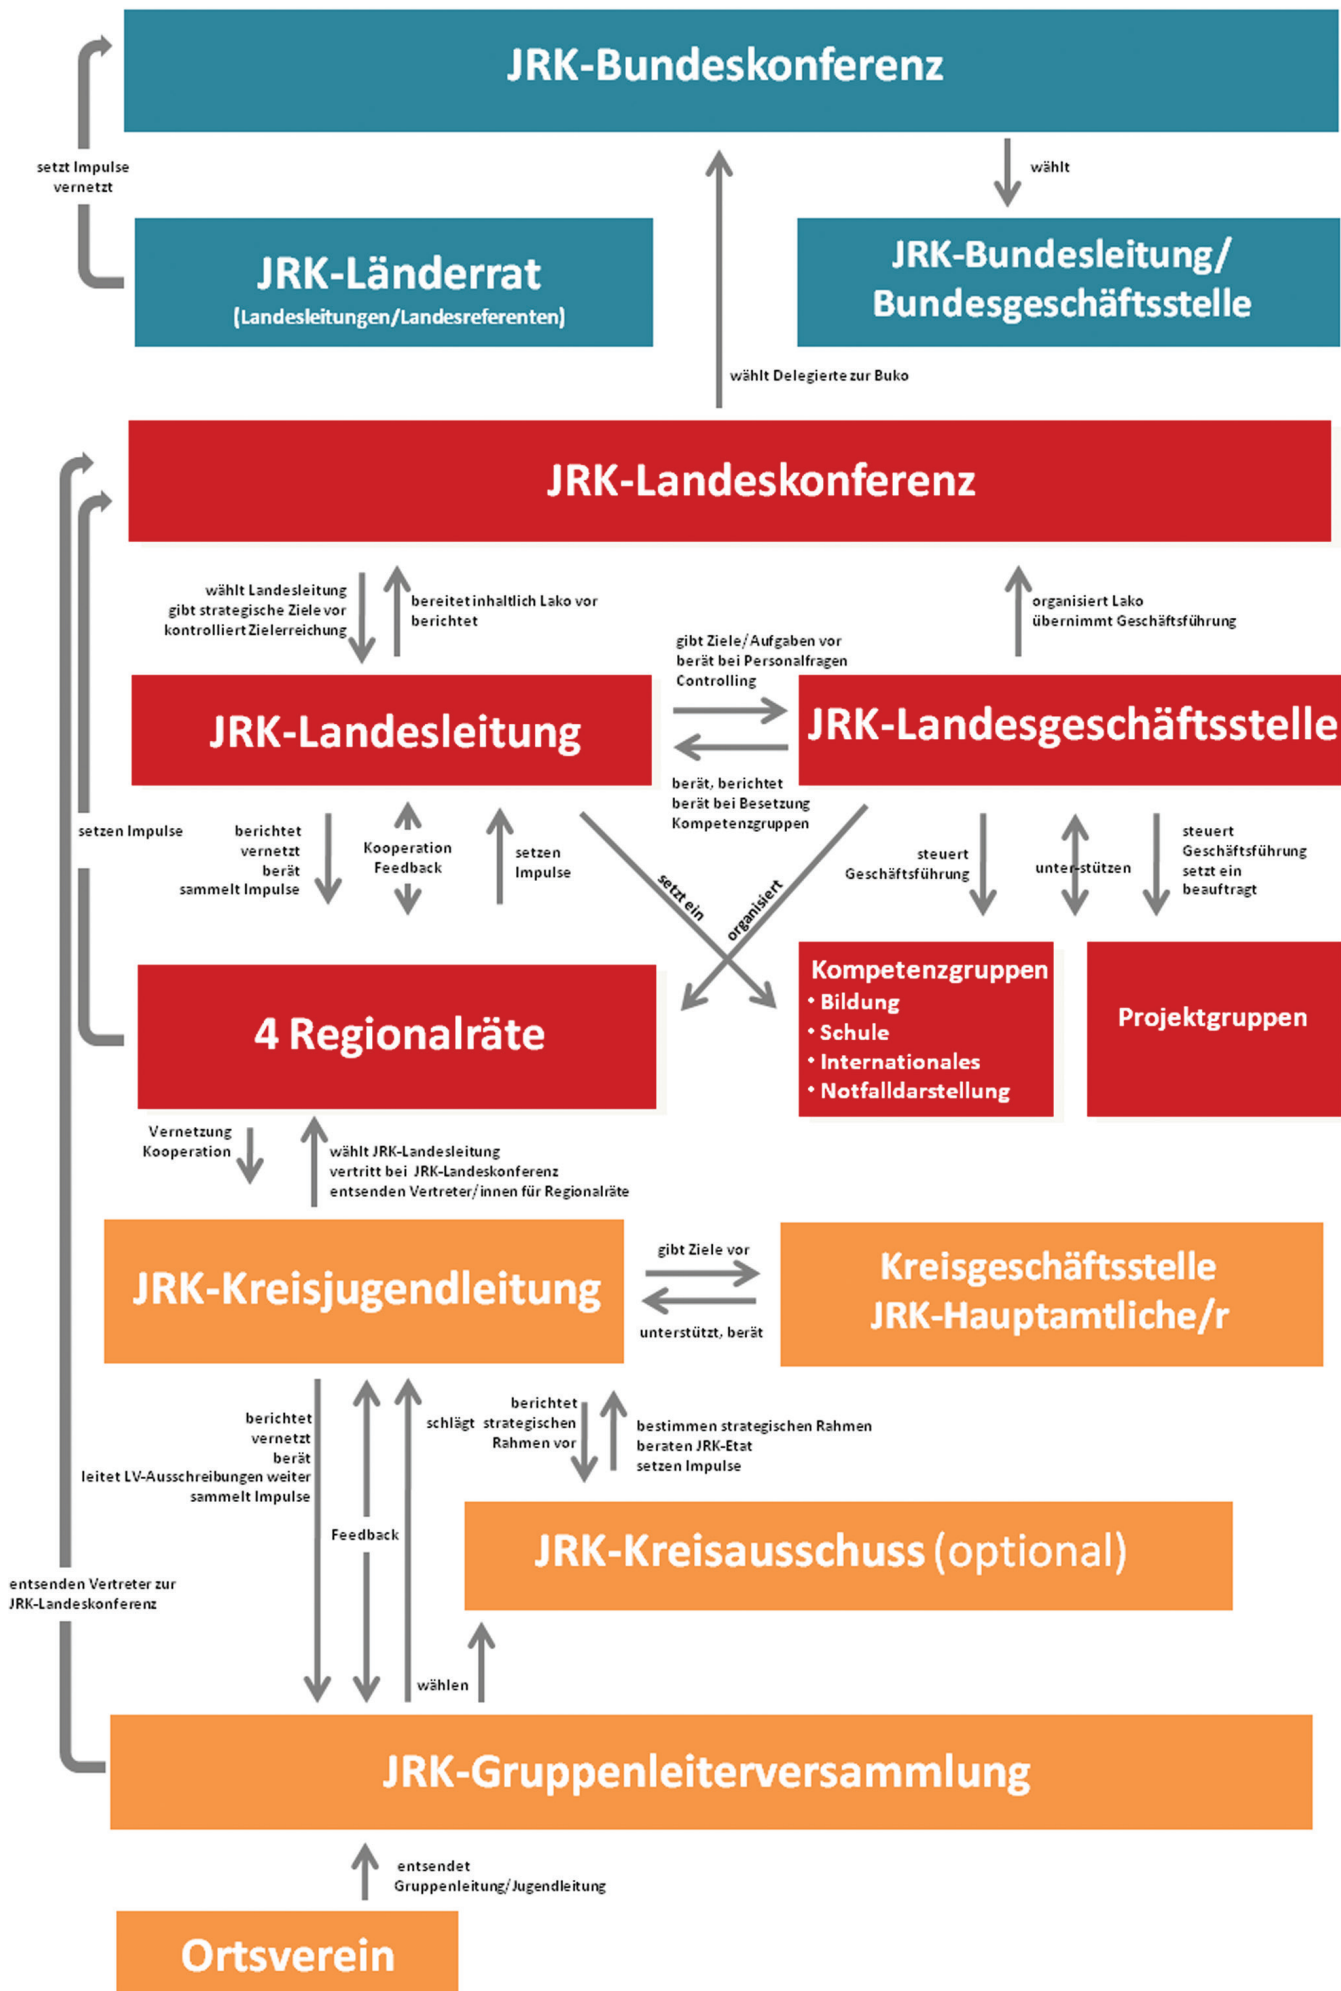 JRK-Bundeskonferenz
setzt Impulse
vernetzt
wählt
JRK-Länderrat
(Landesleitungen/Landesreferenten)
JRK-Bundesleitung/
Bundesgeschäftsstelle
wählt Delegierte zur Buko
JRK-Landeskonferenz
wählt Landesleitung
gibt strategische Ziele vor
kontrolliert Zielerreichung
bereitet inhaltlich Lako vor
berichtet
organisiert Lako
übernimmt Geschäftsführung
gibt Ziele/Aufgaben vor
berät bei Personalfragen
Controlling
JRK-Landesleitung
JRK-Landesgeschäftsstelle
berät, berichtet
berät bei Besetzung
Kompetenzgruppen
setzen Impulse
berichtet
vernetzt
berät
sammelt Impulse
Kooperation
Feedback
setzen
Impulse
setzt ein
organisiert
steuert
Geschäftsführung
unter-stützen
steuert
Geschäftsführung
setzt ein
beauftragt
4 Regionalräte
Kompetenzgruppen
• Bildung
• Schule
• Internationales
• Notfalldarstellung
Projektgruppen
Vernetzung
Kooperation
wählt JRK-Landesleitung
vertritt bei JRK-Landeskonferenz
entsenden Vertreter/innen für Regionalräte
JRK-Kreisjugendleitung
gibt Ziele vor
unterstützt, berät
Kreisgeschäftsstelle
JRK-Hauptamtliche/r
berichtet
vernetzt
berät
leitet LV-Ausschreibungen weiter
sammelt Impulse
Feedback
berichtet
schlägt strategischen
Rahmen vor
bestimmen strategischen Rahmen
beraten JRK-Etat
setzen Impulse
JRK-Kreisausschuss (optional)
entsenden Vertreter zur
JRK-Landeskonferenz
wählen
JRK-Gruppenleiterversammlung
entsendet
Gruppenleitung/Jugendleitung
Ortsverein